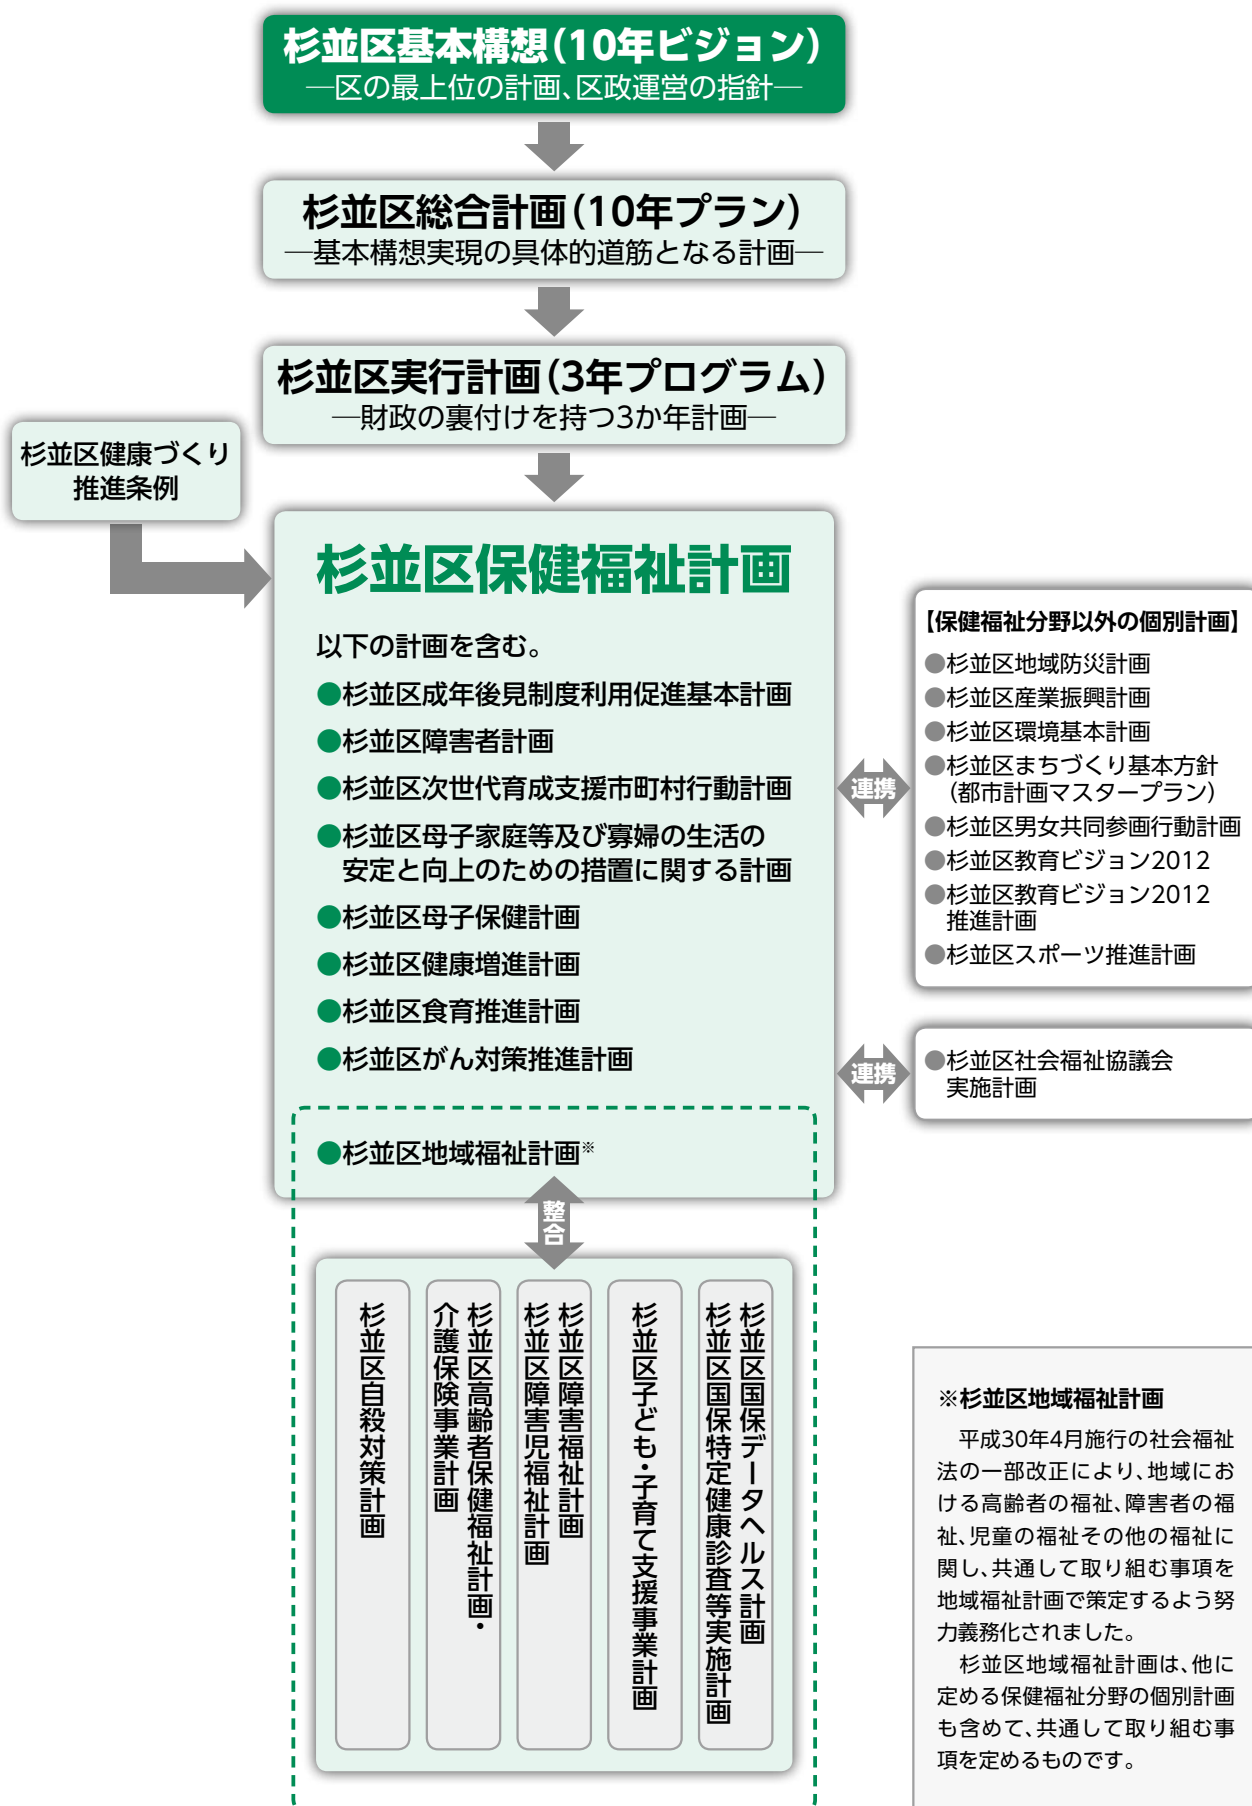 杉並区基本構想（10年ビジョン）
―区の最上位の計画、区政運営の指針―
杉並区総合計画（10年プラン）
―基本構想実現の具体的道筋となる計画―
杉並区実行計画（3年プログラム）
―財政の裏付けを持つ3か年計画―
杉並区健康づくり
推進条例
杉並区保健福祉計画
以下の計画を含む。
●杉並区成年後見制度利用促進基本計画
●杉並区障害者計画
●杉並区次世代育成支援市町村行動計画
●杉並区母子家庭等及び寡婦の生活の
安定と向上のための措置に関する計画
●杉並区母子保健計画
●杉並区健康増進計画
●杉並区食育推進計画
●杉並区がん対策推進計画
●杉並区地域福祉計画※
連携
【保健福祉分野以外の個別計画】
●杉並区地域防災計画
●杉並区産業振興計画
●杉並区環境基本計画
●杉並区まちづくり基本方針
（都市計画マスタープラン）
●杉並区男女共同参画行動計画
●杉並区教育ビジョン2012
●杉並区教育ビジョン2012
推進計画
●杉並区スポーツ推進計画
連携
●杉並区社会福祉協議会
実施計画
整合
杉並区自殺対策計画
杉並区高齢者保健福祉計画・
介護保険事業計画
杉並区障害福祉計画
杉並区障害児福祉計画
杉並区子ども・子育て支援事業計画
杉並区国保データヘルス計画
杉並区国保特定健康診査等実施計画
※杉並区地域福祉計画
平成30年4月施行の社会福祉
法の一部改正により、地域にお
ける高齢者の福祉、障害者の福
祉、児童の福祉その他の福祉に
関し、共通して取り組む事項を
地域福祉計画で策定するよう努
力義務化されました。
杉並区地域福祉計画は、他に
定める保健福祉分野の個別計画
も含めて、共通して取り組む事
項を定めるものです。